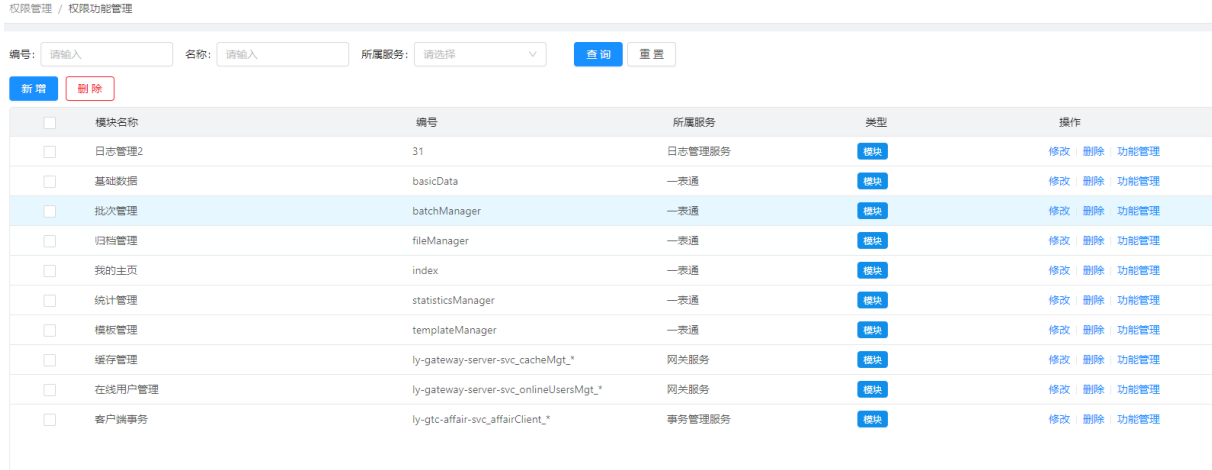 权限管理 / 权限功能管理
编号: 请输入 名称: 请输入 所属服务: 请选择 查询 重置
新增 删除
模块名称 编号 所属服务 类型 操作
日志管理2 31 日志管理服务 模块 修改 删除 功能管理
基础数据 basicData 一表通 模块 修改 删除 功能管理
批次管理 batchManager 一表通 模块 修改 删除 功能管理
归档管理 fileManager 一表通 模块 修改 删除 功能管理
我的主页 index 一表通 模块 修改 删除 功能管理
统计管理 statisticsManager 一表通 模块 修改 删除 功能管理
模板管理 templateManager 一表通 模块 修改 删除 功能管理
缓存管理 ly-gateway-server-svc_cacheMgt_* 网关服务 模块 修改 删除 功能管理
在线用户管理 ly-gateway-server-svc_onlineUsersMgt_* 网关服务 模块 修改 删除 功能管理
客户端事务 ly-gtc-affair-svc_affairClient_* 事务管理服务 模块 修改 删除 功能管理